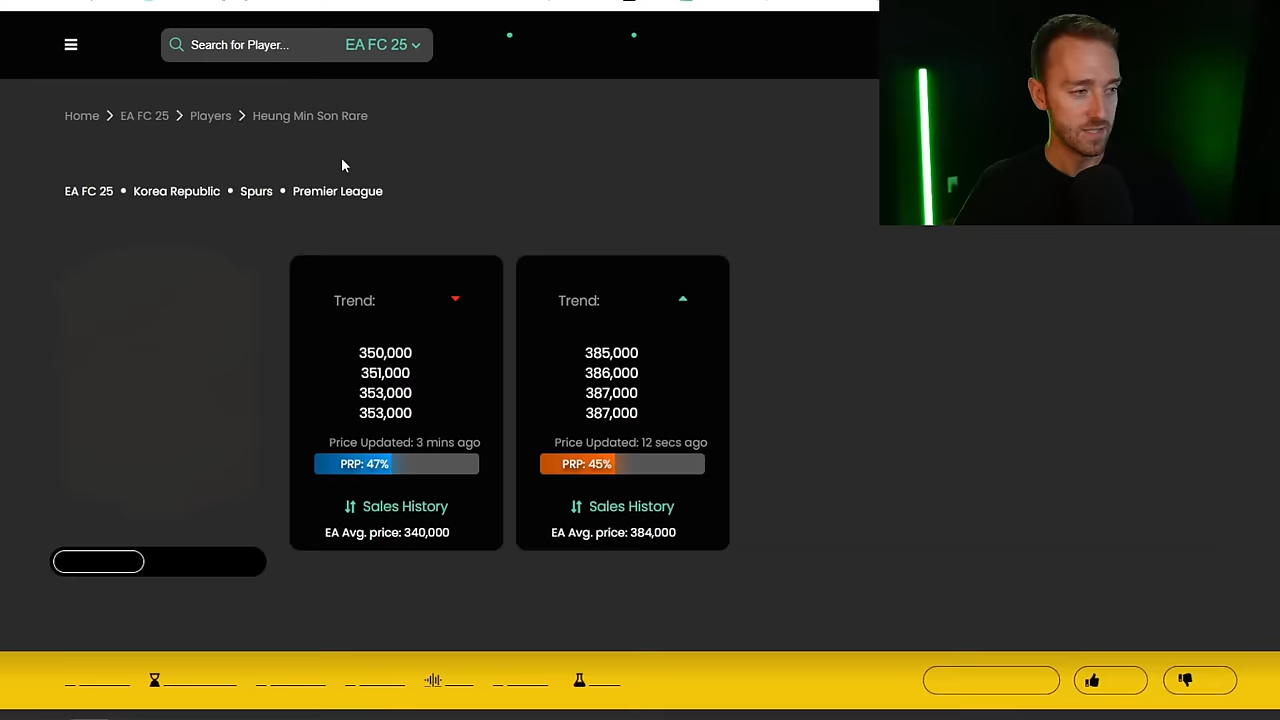 Search for Player... EA FC 25
Home EA FC 25 Players Heung Min Son Rare
EA FC 25 • Korea Republic • Spurs • Premier League
Trend:
350,000
351,000
353,000
353,000
Price Updated: 3 mins ago
PRP: 47%
Sales History
EA Avg. price: 340,000
Trend:
385,000
386,000
387,000
387,000
Price Updated: 12 secs ago
PRP: 45%
Sales History
EA Avg. price: 384,000